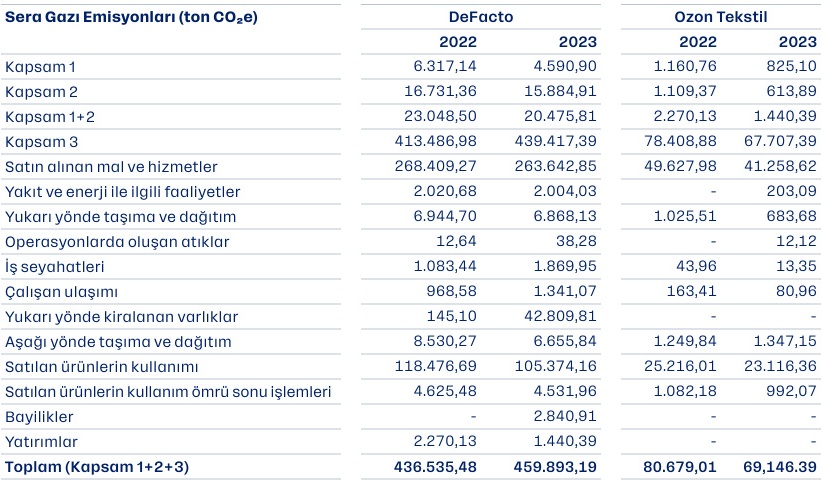 Sera Gazı Emisyonları (ton CO₂e) DeFacto Ozon Tekstil
2022 2023 2022 2023
Kapsam 1 6.317,14 4.590,90 1.160,76 825,10
Kapsam 2 16.731,36 15.884,91 1.109,37 613,89
Kapsam 1+2 23.048,50 20.475,81 2.270,13 1.440,39
Kapsam 3 413.486,98 439.417,39 78.408,88 67.707,39
Satın alınan mal ve hizmetler 268.409,27 263.642,85 49.627,98 41.258,62
Yakıt ve enerji ile ilgili faaliyetler 2.020,68 2.004,03 - 203,09
Yukarı yönde taşıma ve dağıtım 6.944,70 6.868,13 1.025,51 683,68
Operasyonlarda oluşan atıklar 12,64 38,28 - 12,12
İş seyahatleri 1.083,44 1.869,95 43,96 13,35
Çalışan ulaşımı 968,58 1.341,07 163,41 80,96
Yukarı yönde kiralanan varlıklar 145,10 42.809,81 - -
Aşağı yönde taşıma ve dağıtım 8.530,27 6.655,84 1.249,84 1.347,15
Satılan ürünlerin kullanımı 118.476,69 105.374,16 25.216,01 23.116,36
Satılan ürünlerin kullanım ömrü sonu işlemleri 4.625,48 4.531,96 1.082,18 992,07
Bayilikler - 2.840,91 - -
Yatırımlar 2.270,13 1.440,39 - -
Toplam (Kapsam 1+2+3) 436.535,48 459.893,19 80.679,01 69,146.39